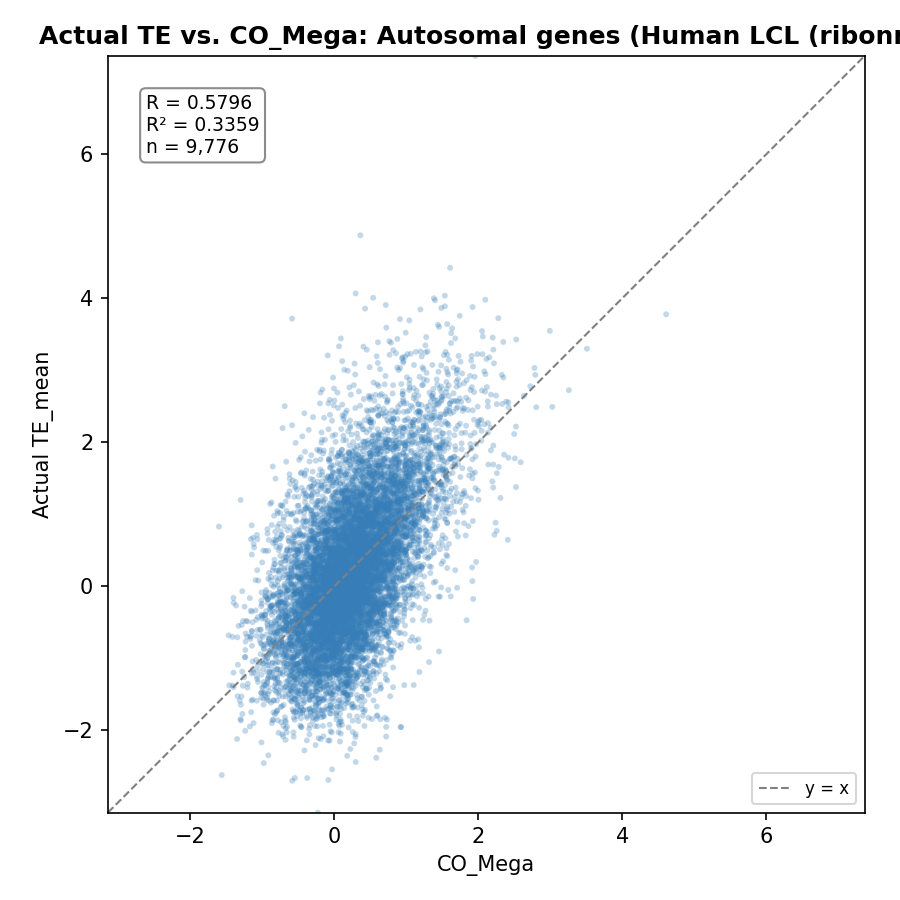 Actual TE vs. CO_Mega: Autosomal genes (Human LCL
R = 0.5796
R² = 0.3359
n = 9,776
6
4
2
0
−2
Actual TE_mean
y = x
−2
0
2
4
6
CO_Mega